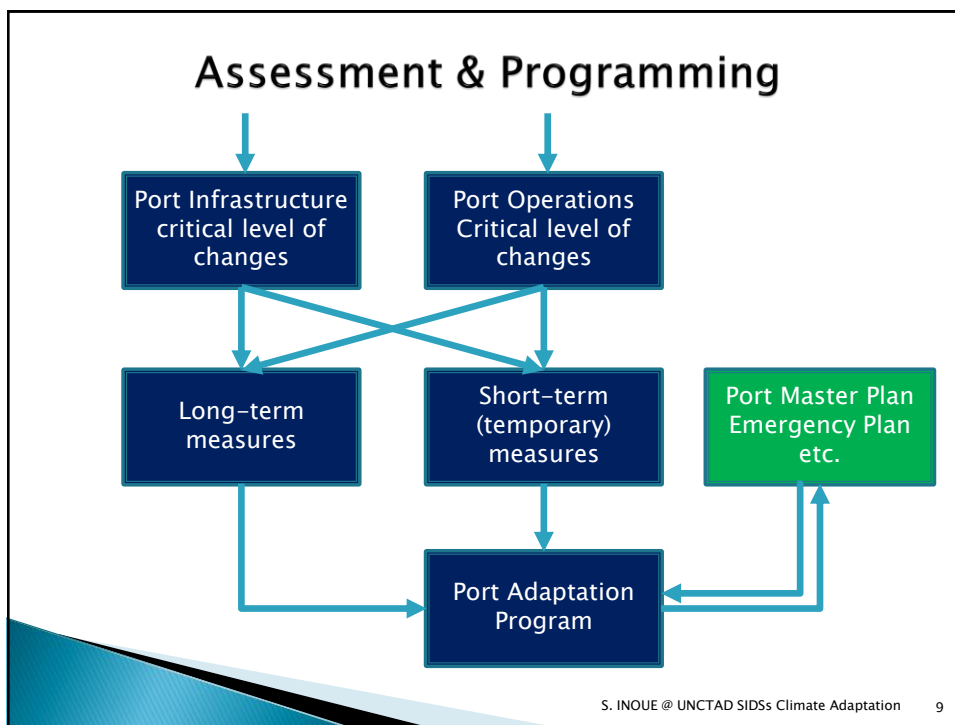 Assessment & Programming
Port Infrastructure
critical level of
changes
Port Operations
Critical level of
changes
Long-term
measures
Short-term
(temporary)
measures
Port Master Plan
Emergency Plan
etc.
Port Adaptation
Program
S. INOUE @ UNCTAD SIDSs Climate Adaptation 9